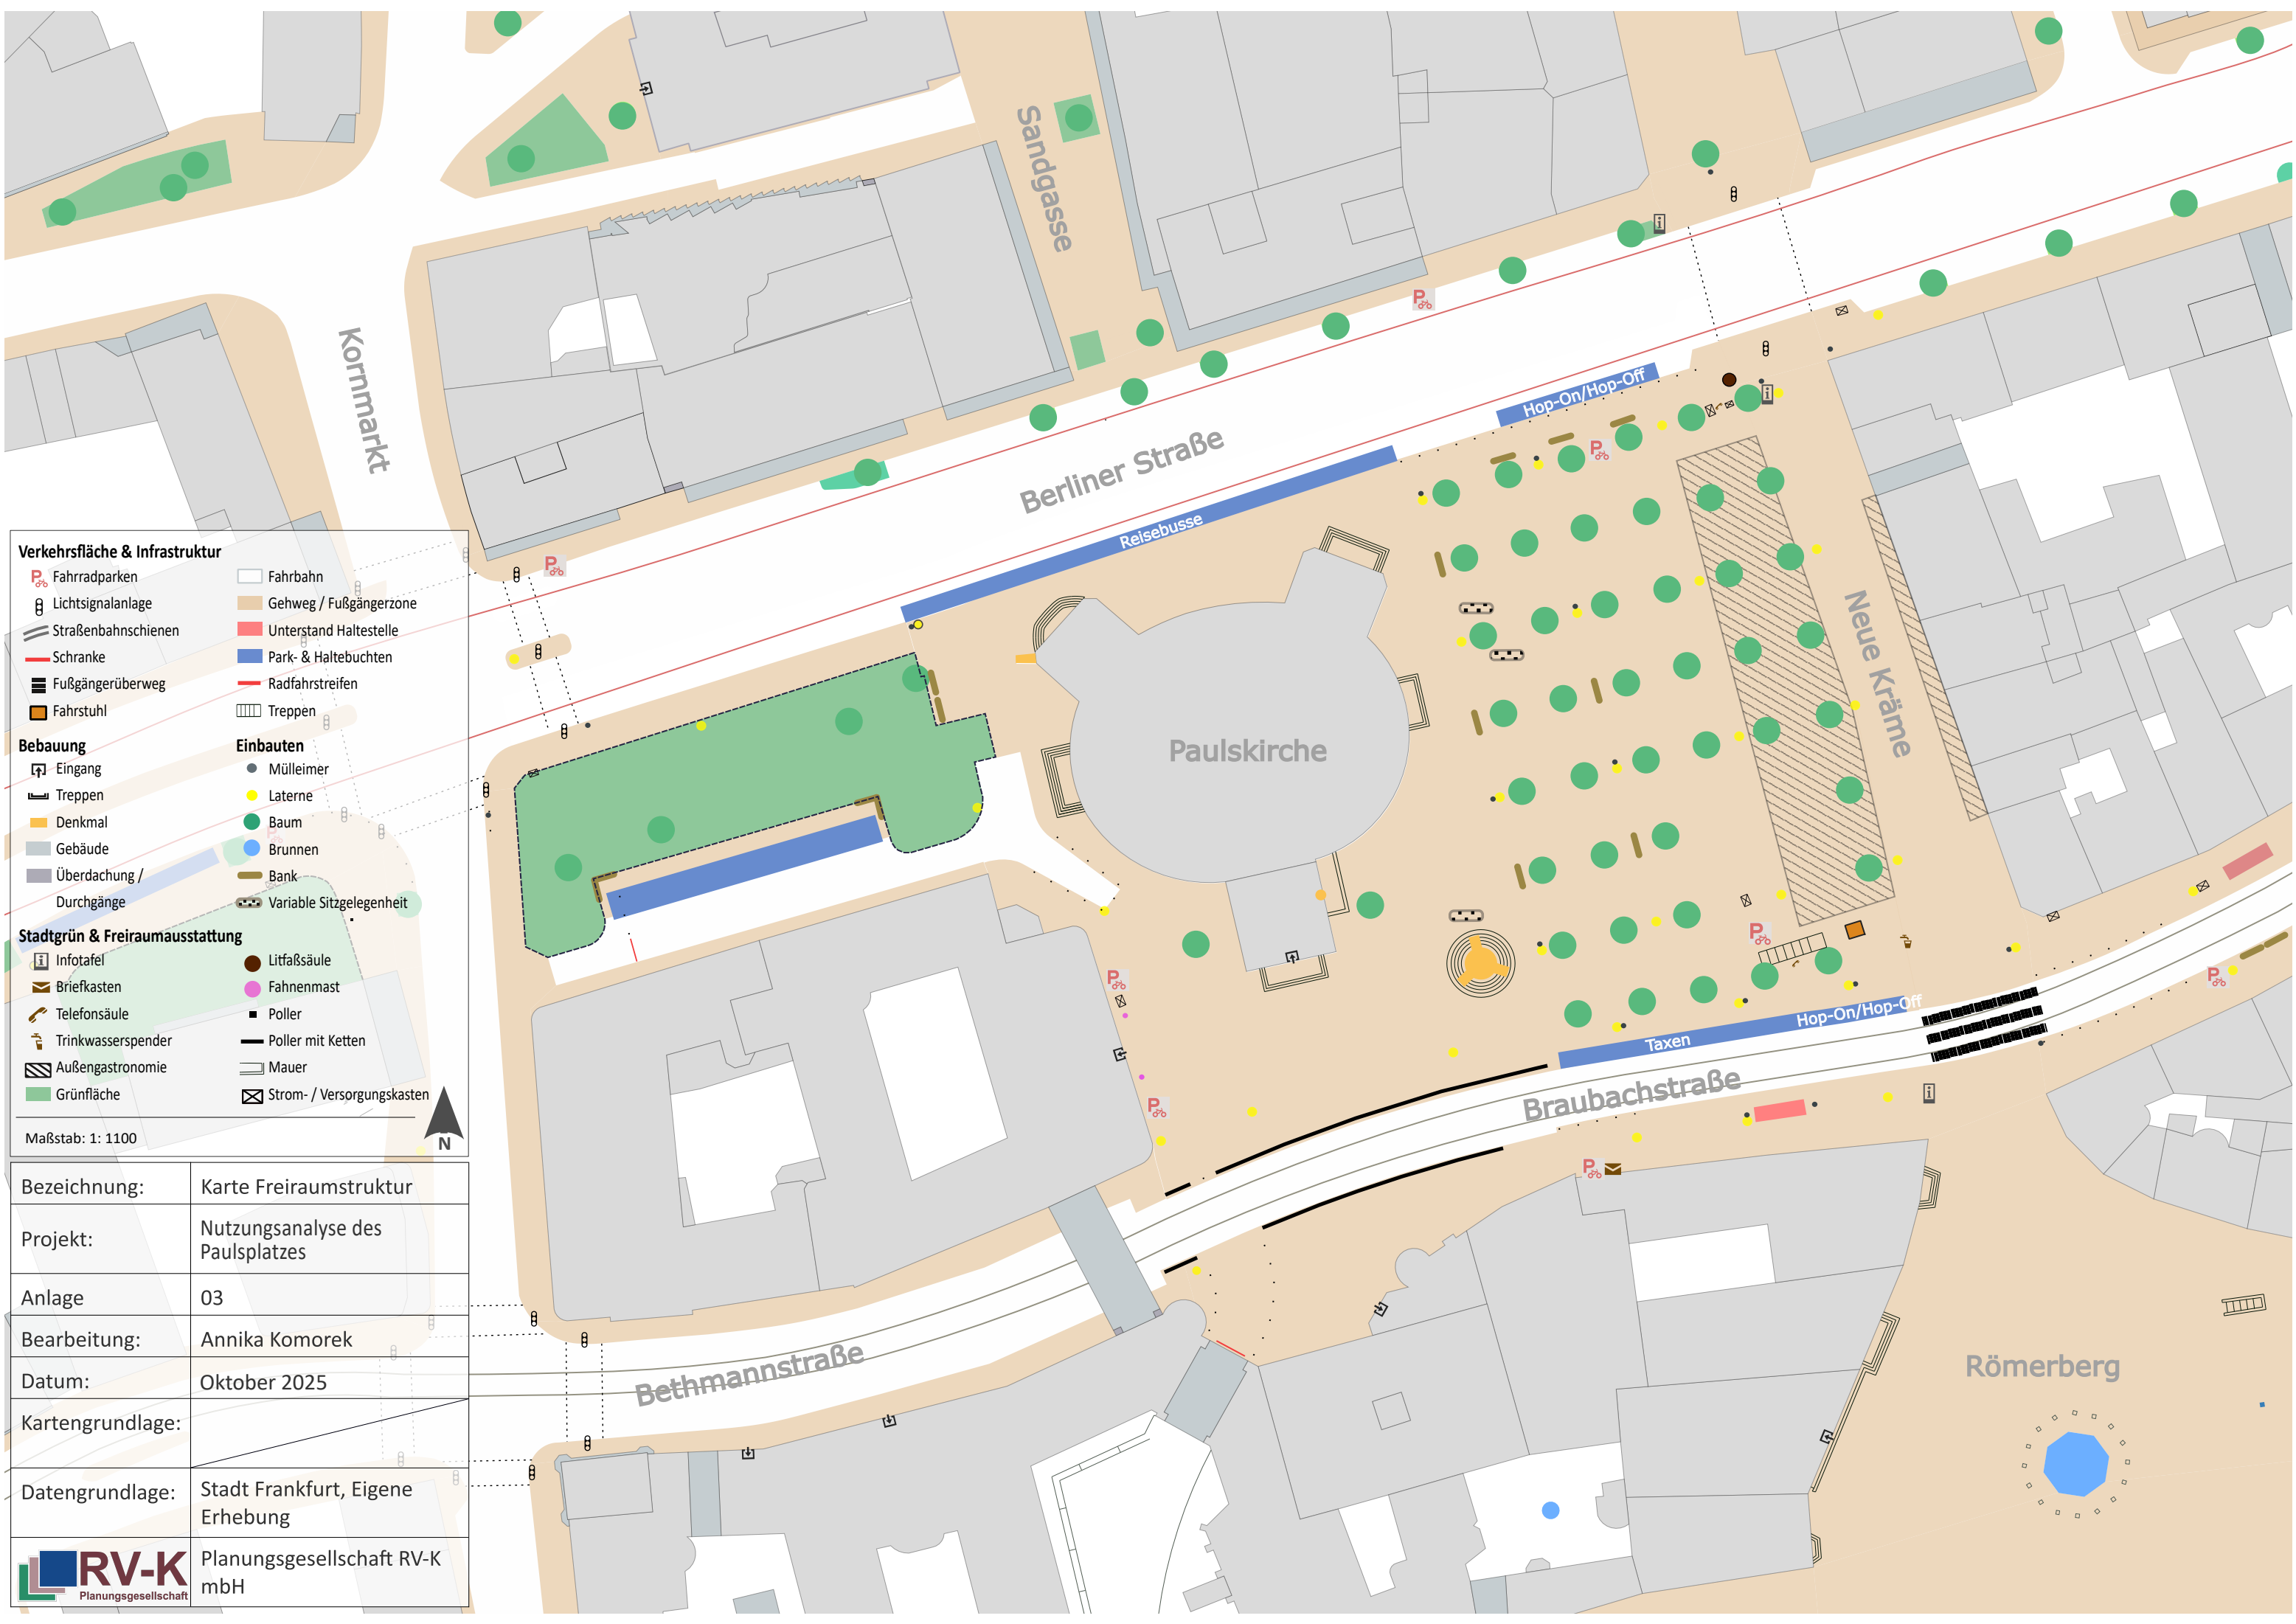 Sandgasse
Kornmarkt
Berliner Straße
Hop-On/Hop-Off
Reisebusse
Paulskirche
Neue Kräme
Hop-On/Hop-Off
Taxen
Braubachstraße
Bethmannstraße
Römerberg
Verkehrsfläche & Infrastruktur
Fahrradparken
Fahrbahn
Lichtsignalanlage
Gehweg / Fußgängerzone
Straßenbahnschienen
Unterstand Haltestelle
Schranke
Park- & Haltebuchten
Fußgängerüberweg
Radfahrstreifen
Fahrstuhl
Treppen
Bebauung
Einbauten
Eingang
Mülleimer
Treppen
Laterne
Denkmal
Baum
Gebäude
Brunnen
Überdachung /
Durchgänge
Bank
Variable Sitzgelegenheit
Stadtgrün & Freiraumausstattung
Infotafel
Litfaßsäule
Briefkasten
Fahnenmast
Telefonsäule
Poller
Trinkwasserspender
Poller mit Ketten
Außengastronomie
Mauer
Grünfläche
Strom- / Versorgungskasten
Maßstab: 1: 1100
N
Bezeichnung:
Karte Freiraumstruktur
Projekt:
Nutzungsanalyse des
Paulsplatzes
Anlage
03
Bearbeitung:
Annika Komorek
Datum:
Oktober 2025
Kartengrundlage:
Datengrundlage:
Stadt Frankfurt, Eigene
Erhebung
RV-K
Planungsgesellschaft
Planungsgesellschaft RV-K
mbH